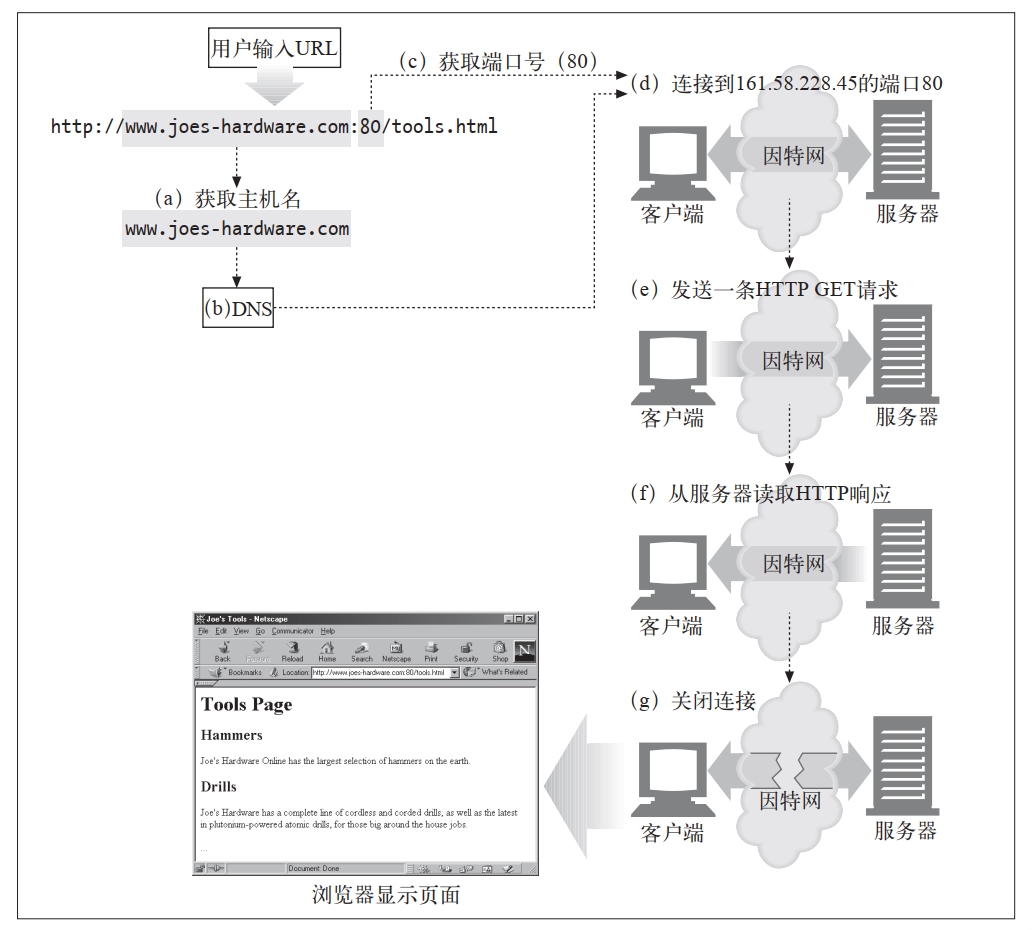 用户输入URL
http://www.joes-hardware.com:80/tools.html
(a) 获取主机名
www.joes-hardware.com
(b)DNS
(c) 获取端口号(80)
(d) 连接到161.58.228.45的端口80
因特网
客户端
服务器
(e) 发送一条HTTP GET请求
因特网
客户端
服务器
(f) 从服务器读取HTTP响应
因特网
客户端
服务器
(g) 关闭连接
因特网
客户端
服务器
Joe's Tools - Netscape
File Edit View Go Communicator Help
Back Forward Reload Home Search Netscape Print Security Shop N
Bookmarks Location: http://www.joes-hardware.com:80/tools.html What's Related
Tools Page
Hammers
Joe's Hardware Online has the largest selection of hammers on the earth.
Drills
Joe's Hardware has a complete line of cordless and corded drills, as well as the latest
in plutonium-powered atomic drills, for those big around the house jobs.
...
Document: Done
浏览器显示页面